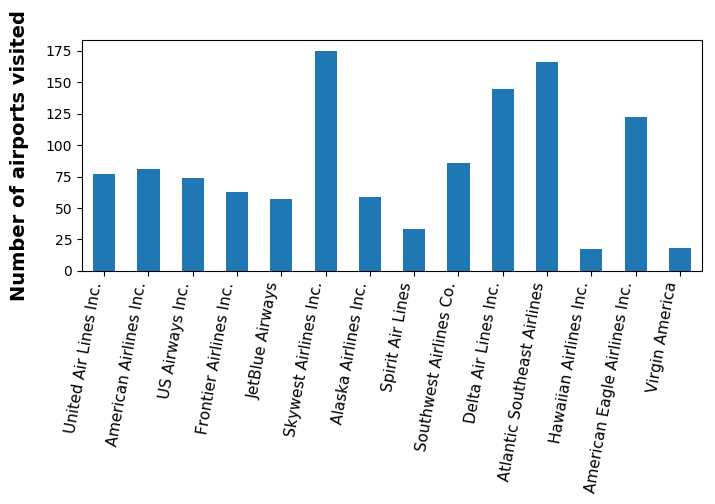 Number of airports visited
175
150
125
100
75
50
25
0
United Air Lines Inc.
American Airlines Inc.
US Airways Inc.
Frontier Airlines Inc.
JetBlue Airways
Skywest Airlines Inc.
Alaska Airlines Inc.
Spirit Air Lines
Southwest Airlines Co.
Delta Air Lines Inc.
Atlantic Southeast Airlines
Hawaiian Airlines Inc.
American Eagle Airlines Inc.
Virgin America